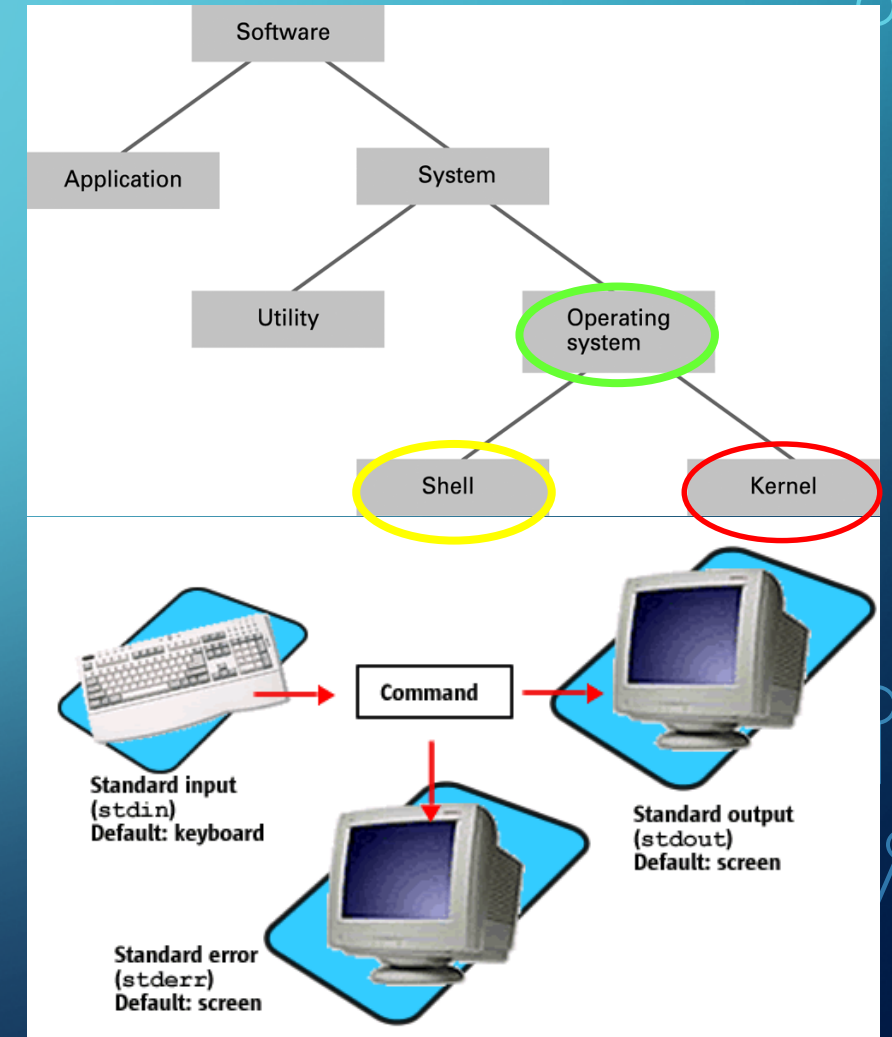 Software
Application
System
Utility
Operating
system
Shell
Kernel
Command
Standard input
(stdin)
Default: keyboard
Standard output
(stdout)
Default: screen
Standard error
(stderr)
Default: screen